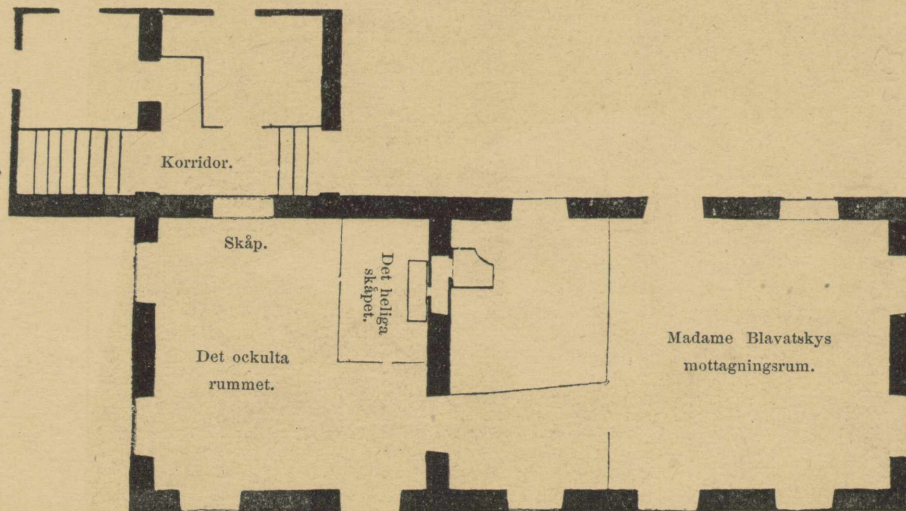 Korridor.
Skåp.
Det heliga
skåpet.
Det ockulta
rummet.
Madame Blavatskys
mottagningsrum.